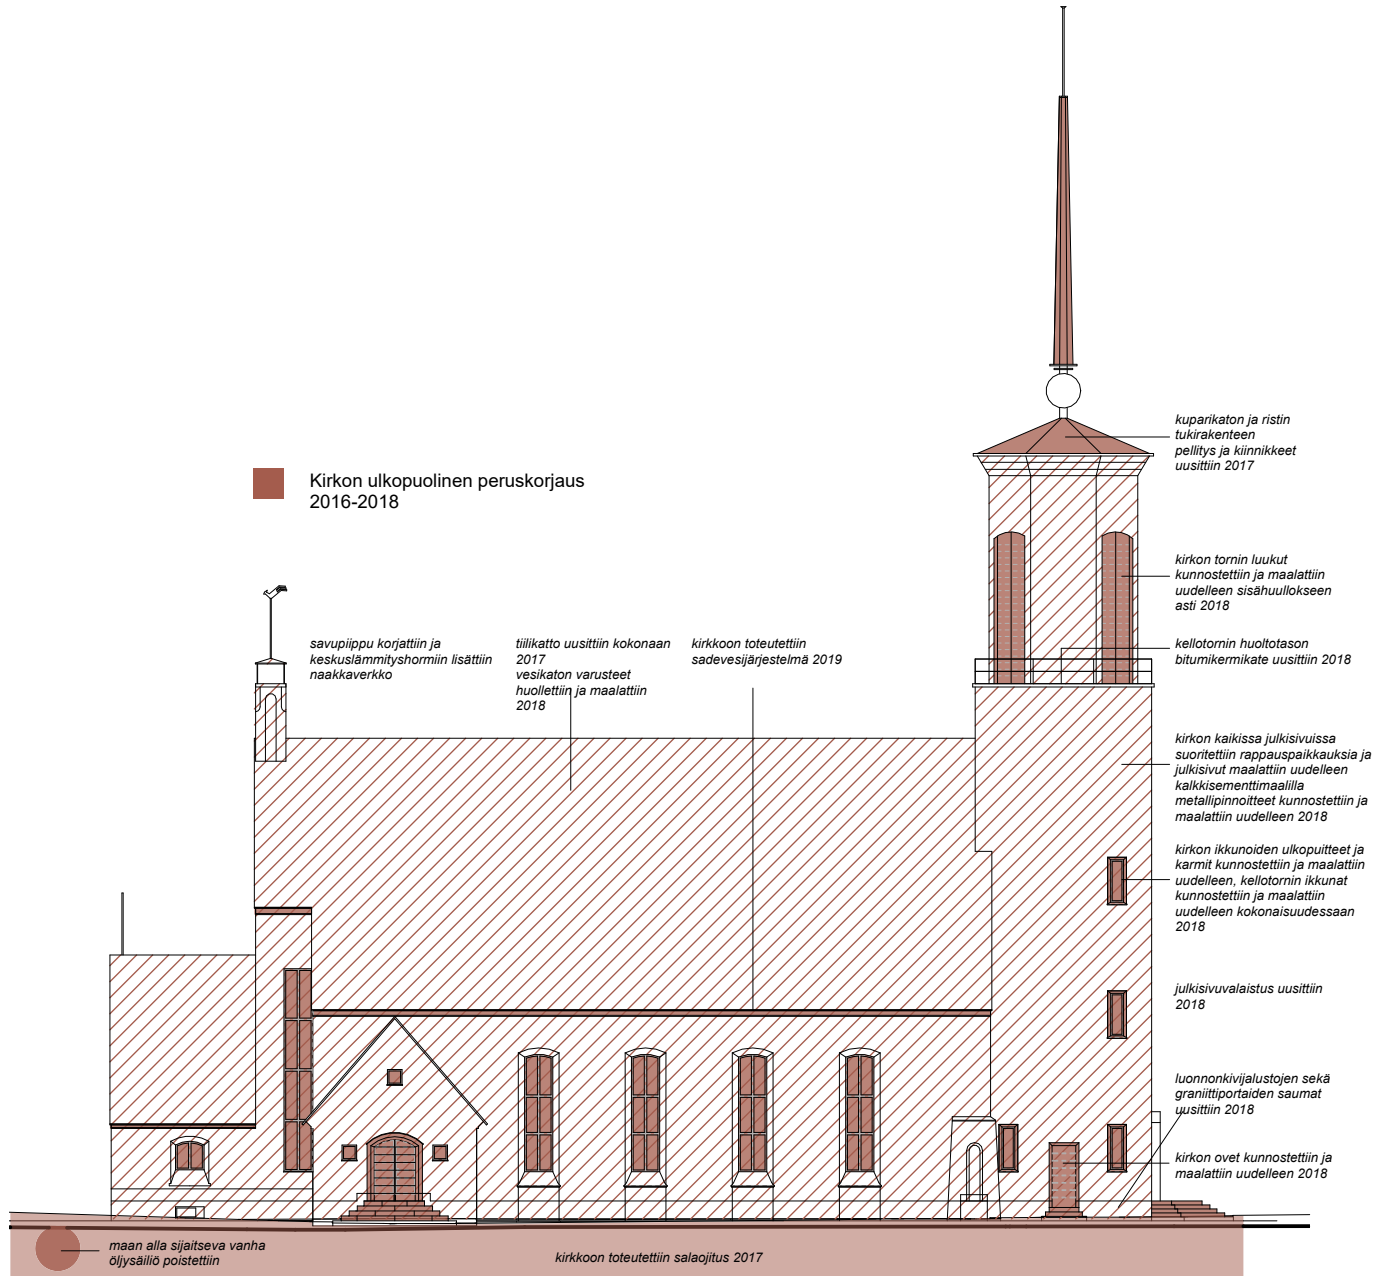 kuparikaton ja ristin
tukirakenteen
pellitys ja kiinnikkeet
uusittiin 2017
Kirkon ulkopuolinen peruskorjaus
2016-2018
kirkon tornin luukut
kunnostettiin ja maalattiin
uudelleen sisähuullokseen
asti 2018
savupiippu korjattiin ja
keskuslämmityshormiin lisättiin
naakkaverkko
tiilikatto uusittiin kokonaan
2017
vesikaton varusteet
huollettiin ja maalattiin
2018
kirkkoon toteutettiin
sadevesijärjestelmä 2019
kellotornin huoltotason
bitumikermikate uusittiin 2018
kirkon kaikissa julkisivuissa
suoritettiin rappauspaikkauksia ja
julkisivut maalattiin uudelleen
kalkkisementtimaalilla
metallipinnoitteet kunnostettiin ja
maalattiin uudelleen 2018
kirkon ikkunoiden ulkopuitteet ja
karmit kunnostettiin ja maalattiin
uudelleen, kellotornin ikkunat
kunnostettiin ja maalattiin
uudelleen kokonaisuudessaan
2018
julkisivuvalaistus uusittiin
2018
luonnonkivijalustojen sekä
graniittiportaiden saumat
uusittiin 2018
kirkon ovet kunnostettiin ja
maalattiin uudelleen 2018
maan alla sijaitseva vanha
öljysäiliö poistettiin
kirkkoon toteutettiin salaojitus 2017